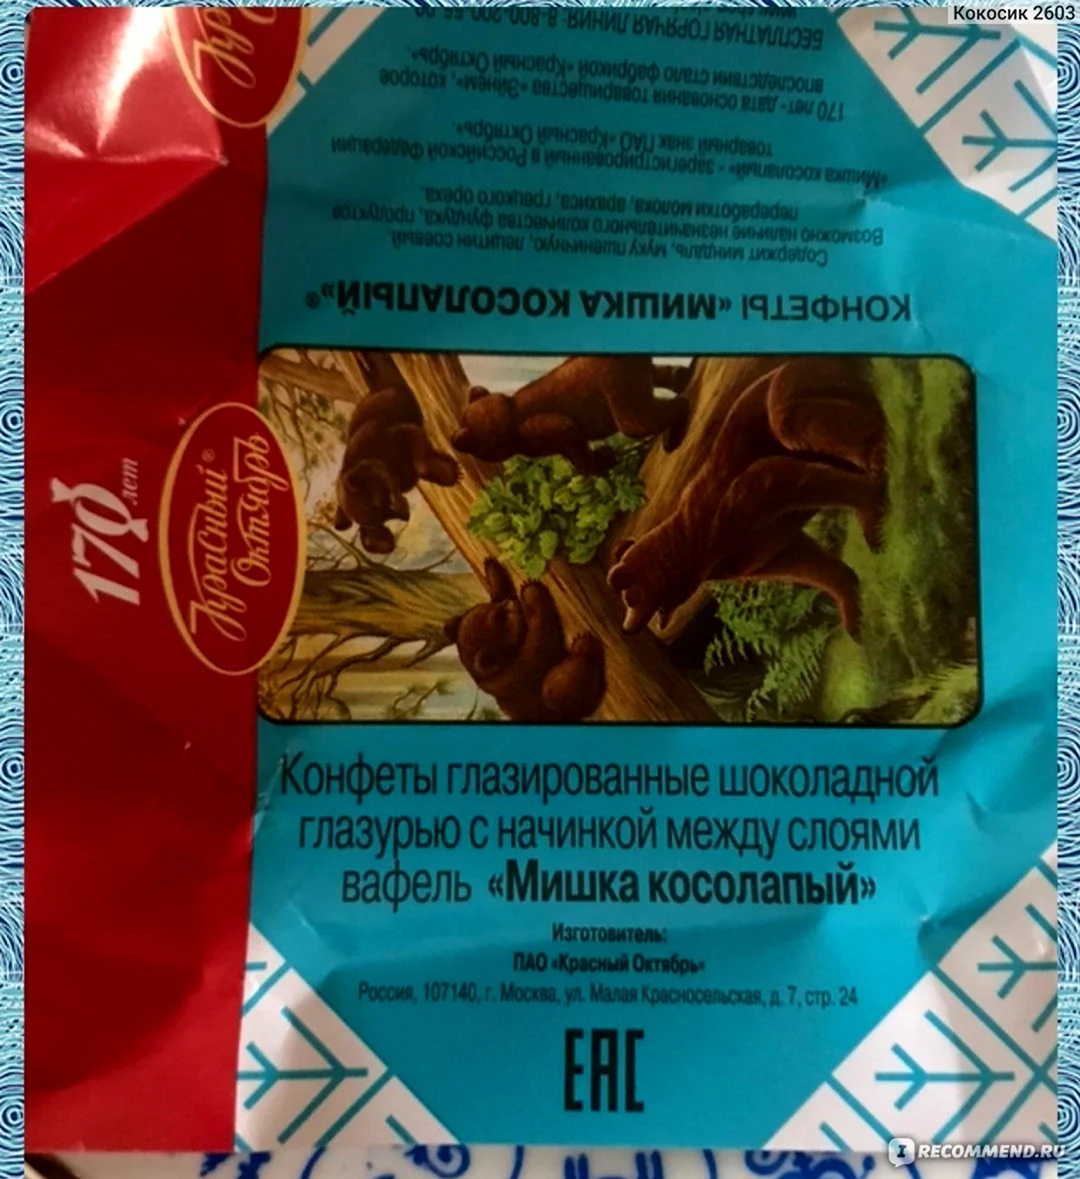 Кокосик 2603
БЕСПЛАТНАЯ ГОРЯЧАЯ ЛИНИЯ: 8-800-200-
170 лет - дата основания товарищества «Эйнем», которое
впоследствии стало фабрикой «Красный Октябрь».
«Мишка косолапый» - зарегистрированный в Российской Федерации
товарный знак ПАО «Красный Октябрь».
Возможно наличие незначительного количества фундука, продуктов
переработки молока, арахиса, грецкого ореха.
Содержит миндаль, муку пшеничную, лецитин соевый.
КОНФЕТЫ «МИШКА КОСОЛАПЫЙ»®
170 лет
Красный®
Октябрь
Конфеты глазированные шоколадной
глазурью с начинкой между слоями
вафель «Мишка косолапый»
Изготовитель:
ПАО «Красный Октябрь»
Россия, 107140, г. Москва, ул. Малая Красносельская, д. 7, стр. 24
EAC
IRECOMMEND.RU